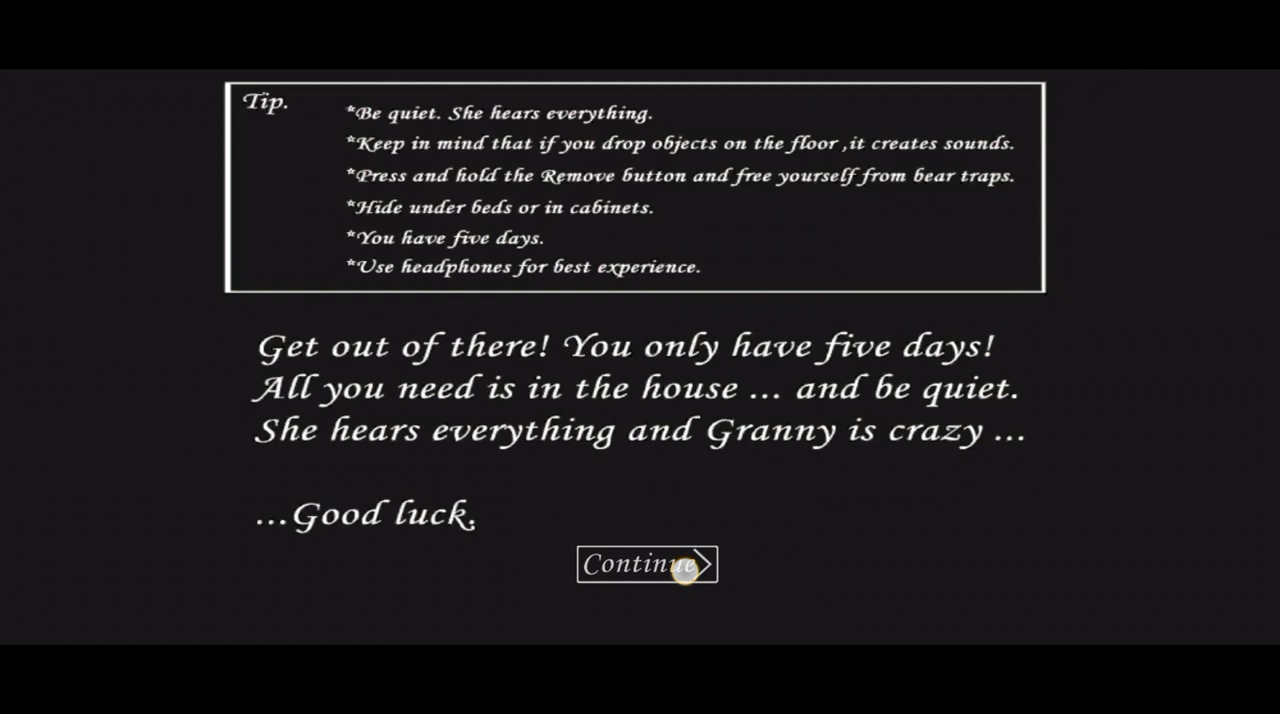 Tip.
*Be quiet. She hears everything.
*Keep in mind that if you drop objects on the floor ,it creates sounds.
*Press and hold the Remove button and free yourself from bear traps.
*Hide under beds or in cabinets.
*You have five days.
*Use headphones for best experience.
Get out of there! You only have five days!
All you need is in the house ... and be quiet.
She hears everything and Granny is crazy ...
...Good luck.
Continue